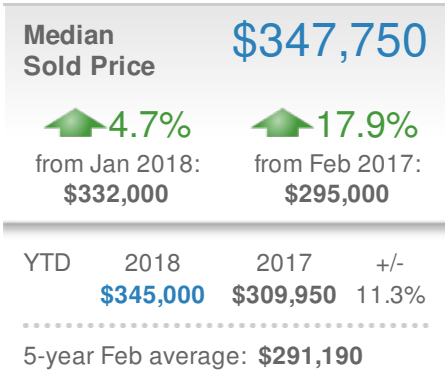 Median
Sold Price
$347,750
4.7%
17.9%
from Jan 2018:
from Feb 2017:
$332,000
$295,000
YTD 2018 2017 +/-
$345,000 $309,950 11.3%
5-year Feb average: $291,190